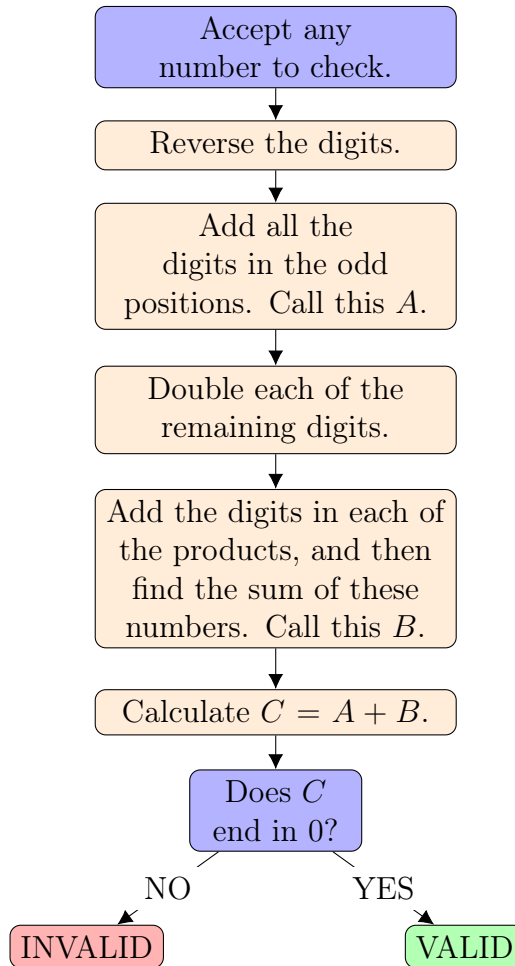 Accept any
number to check.
Reverse the digits.
Add all the
digits in the odd
positions. Call this A.
Double each of the
remaining digits.
Add the digits in each of
the products, and then
find the sum of these
numbers. Call this B.
Calculate C = A + B.
Does C
end in 0?
NO
YES
INVALID
VALID